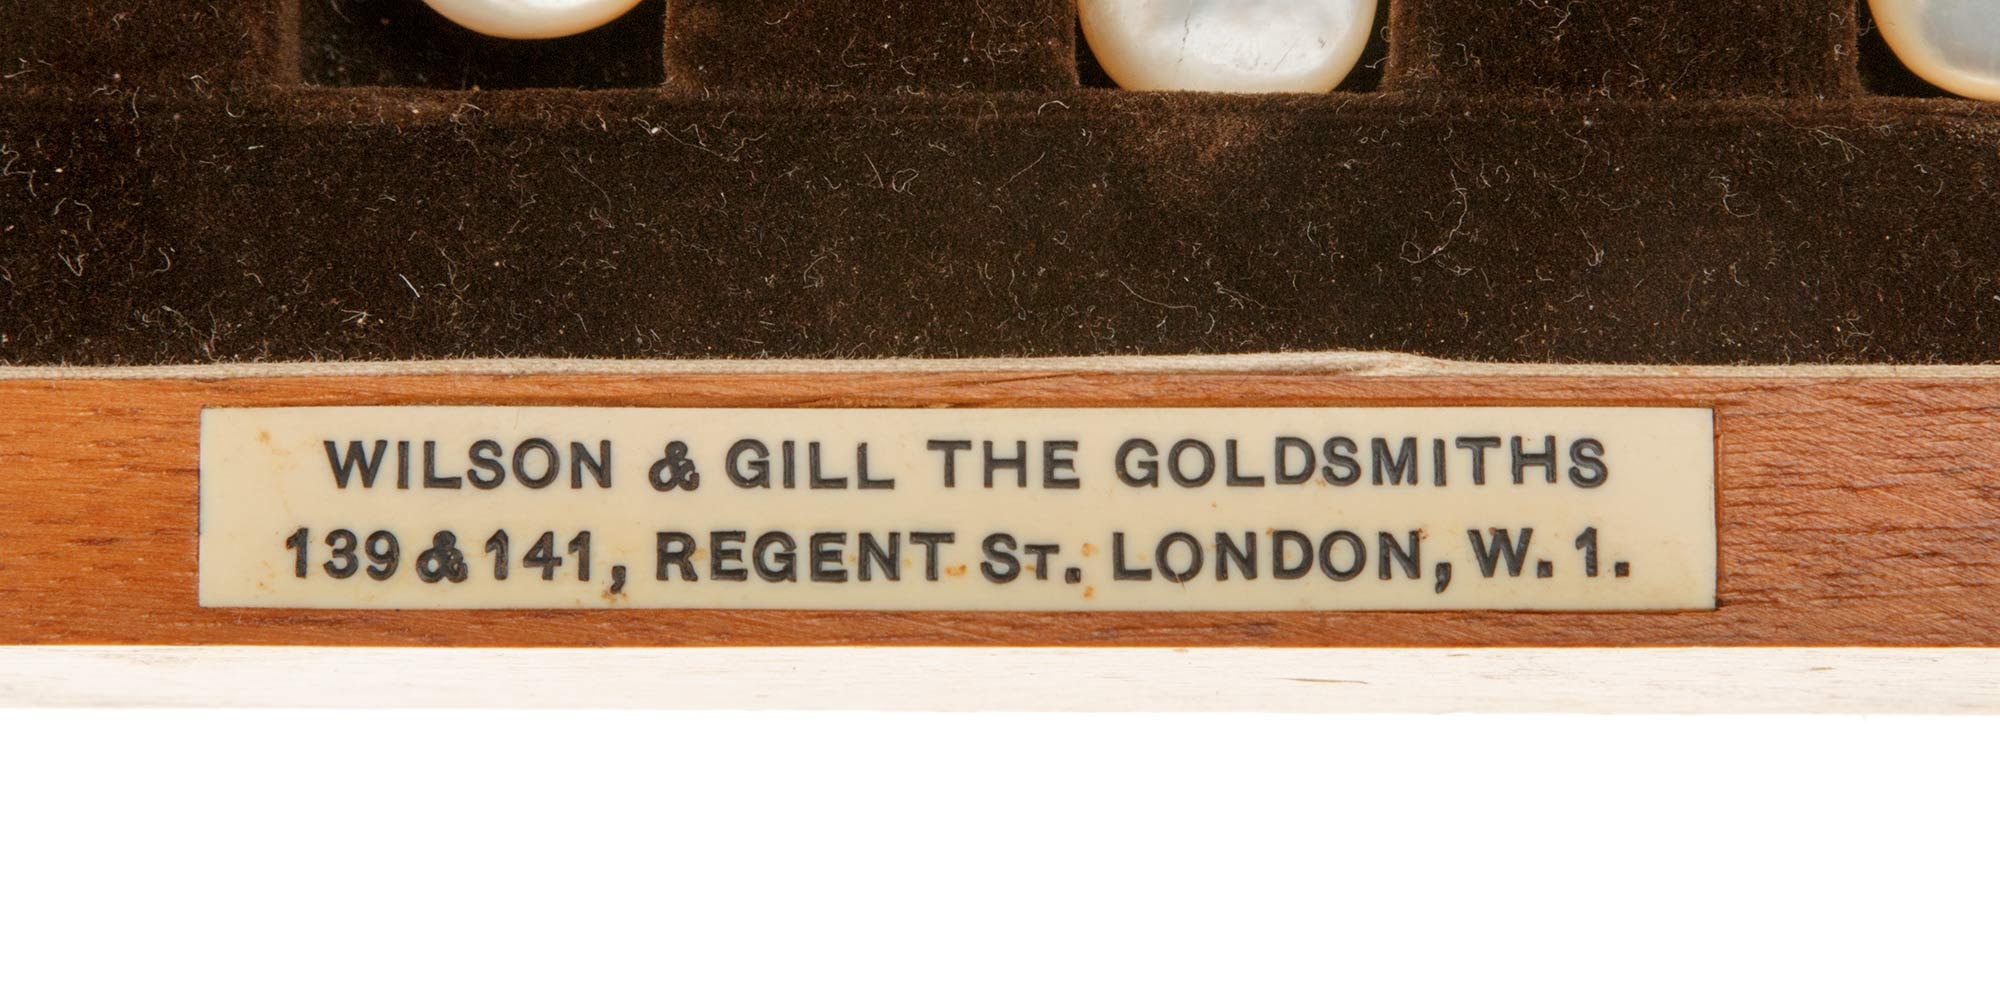 WILSON & GILL THE GOLDSMITHS
139 & 141, REGENT ST. LONDON, W. 1.